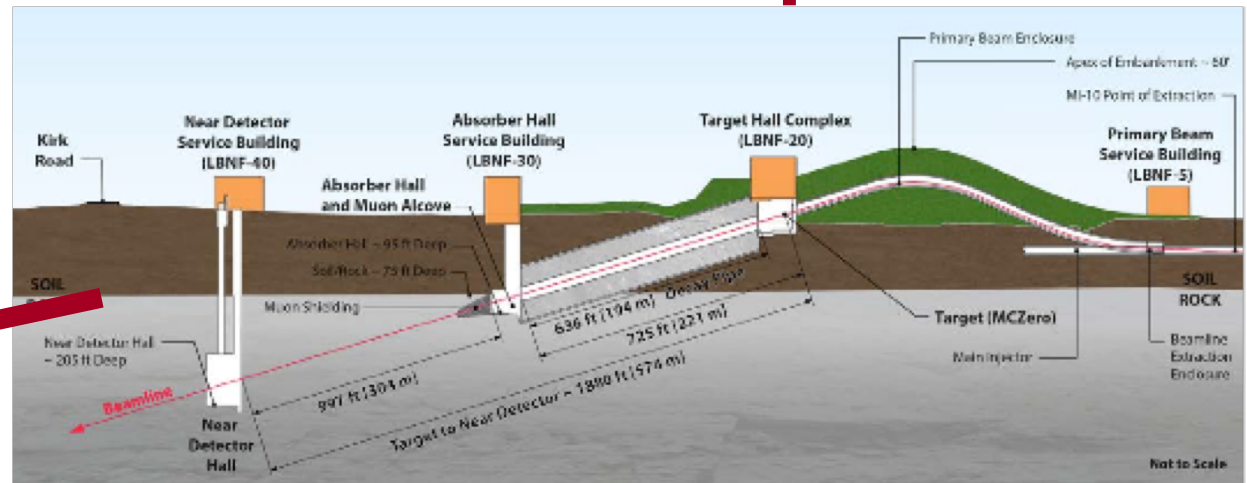 Primary Beam Enclosure
Apex of Embankment ~ 60'
MI-10 Point of Extraction
Kirk
Road
Near Detector
Service Building
(LBNF-40)
Absorber Hall
Service Building
(LBNF-30)
Target Hall Complex
(LBNF-20)
Primary Beam
Service Building
(LBNF-5)
Absorber Hall
and Muon Alcove
Absorber Hall ~ 95 ft Deep
Soil/Rock ~ 75 ft Deep
Muon Shielding
SOIL
SOIL
ROCK
636 ft (194 m) Decay Pipe
725 ft (221 m)
Target (MCZero)
Near Detector Hall
~ 205 ft Deep
Main Injector
Beamline
Extraction
Enclosure
997 ft (304 m)
Target to Near Detector ~ 1880 ft (574 m)
Beamline
Near
Detector
Hall
Not to Scale